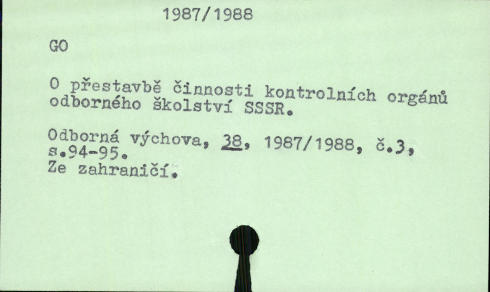 1987/1988
GO
O přestavbě činnosti kontrolních orgánů
odborného školství SSSR.
Odborná výchova, 38, 1987/1988, č.3,
s.94-95.
Ze zahraničí.